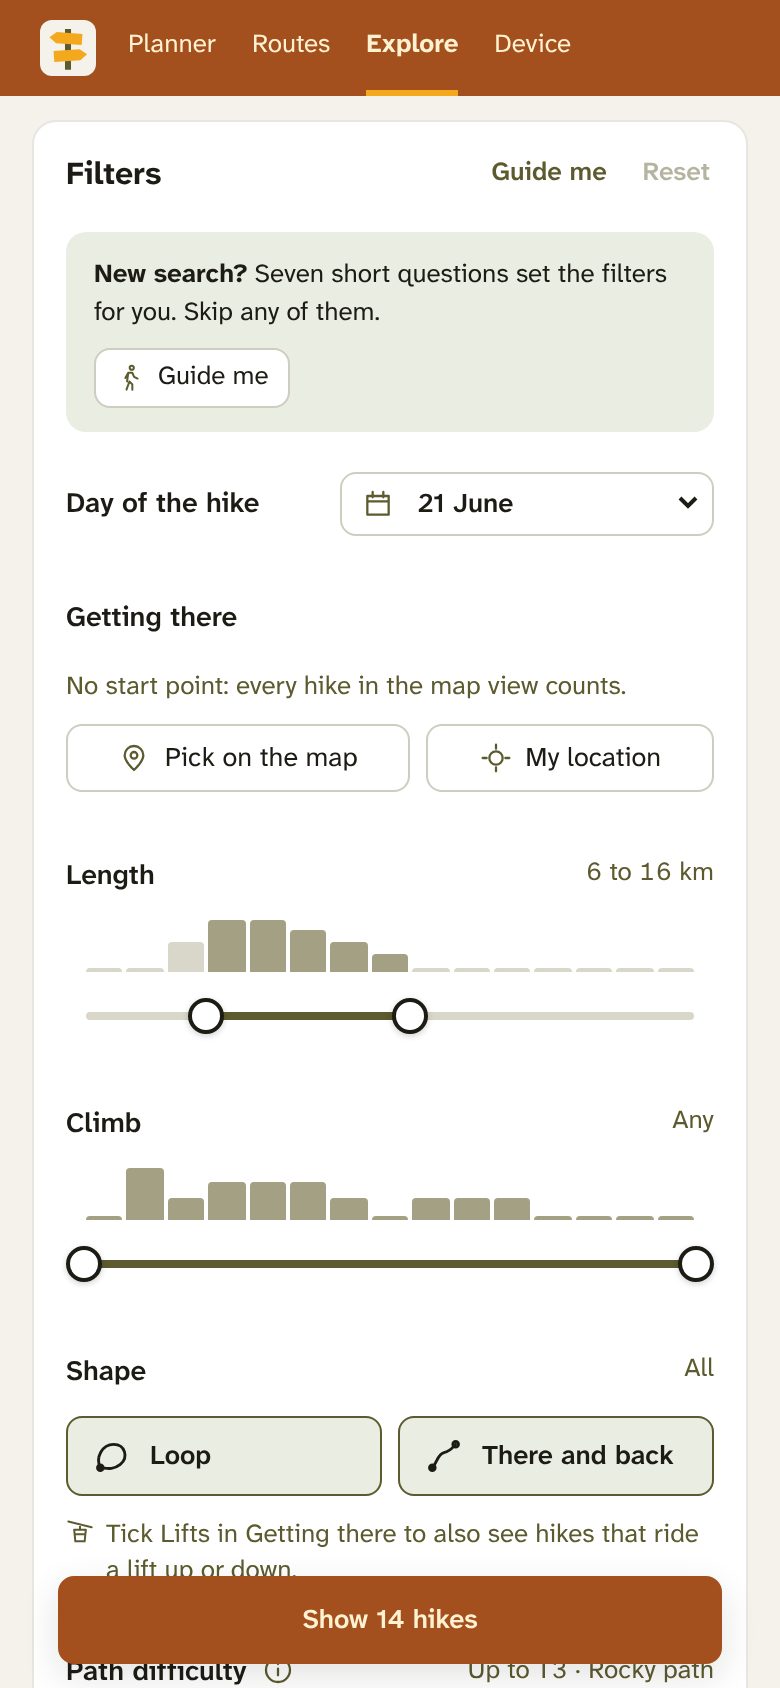 Planner Routes Explore Device
Filters Guide me Reset
New search? Seven short questions set the filters
for you. Skip any of them.
Guide me
Day of the hike 21 June
Getting there
No start point: every hike in the map view counts.
Pick on the map My location
Length 6 to 16 km
Climb Any
Shape All
Loop There and back
Tick Lifts in Getting there to also see hikes that ride
a lift up or down.
Show 14 hikes
Path difficulty Up to T3 · Rocky path